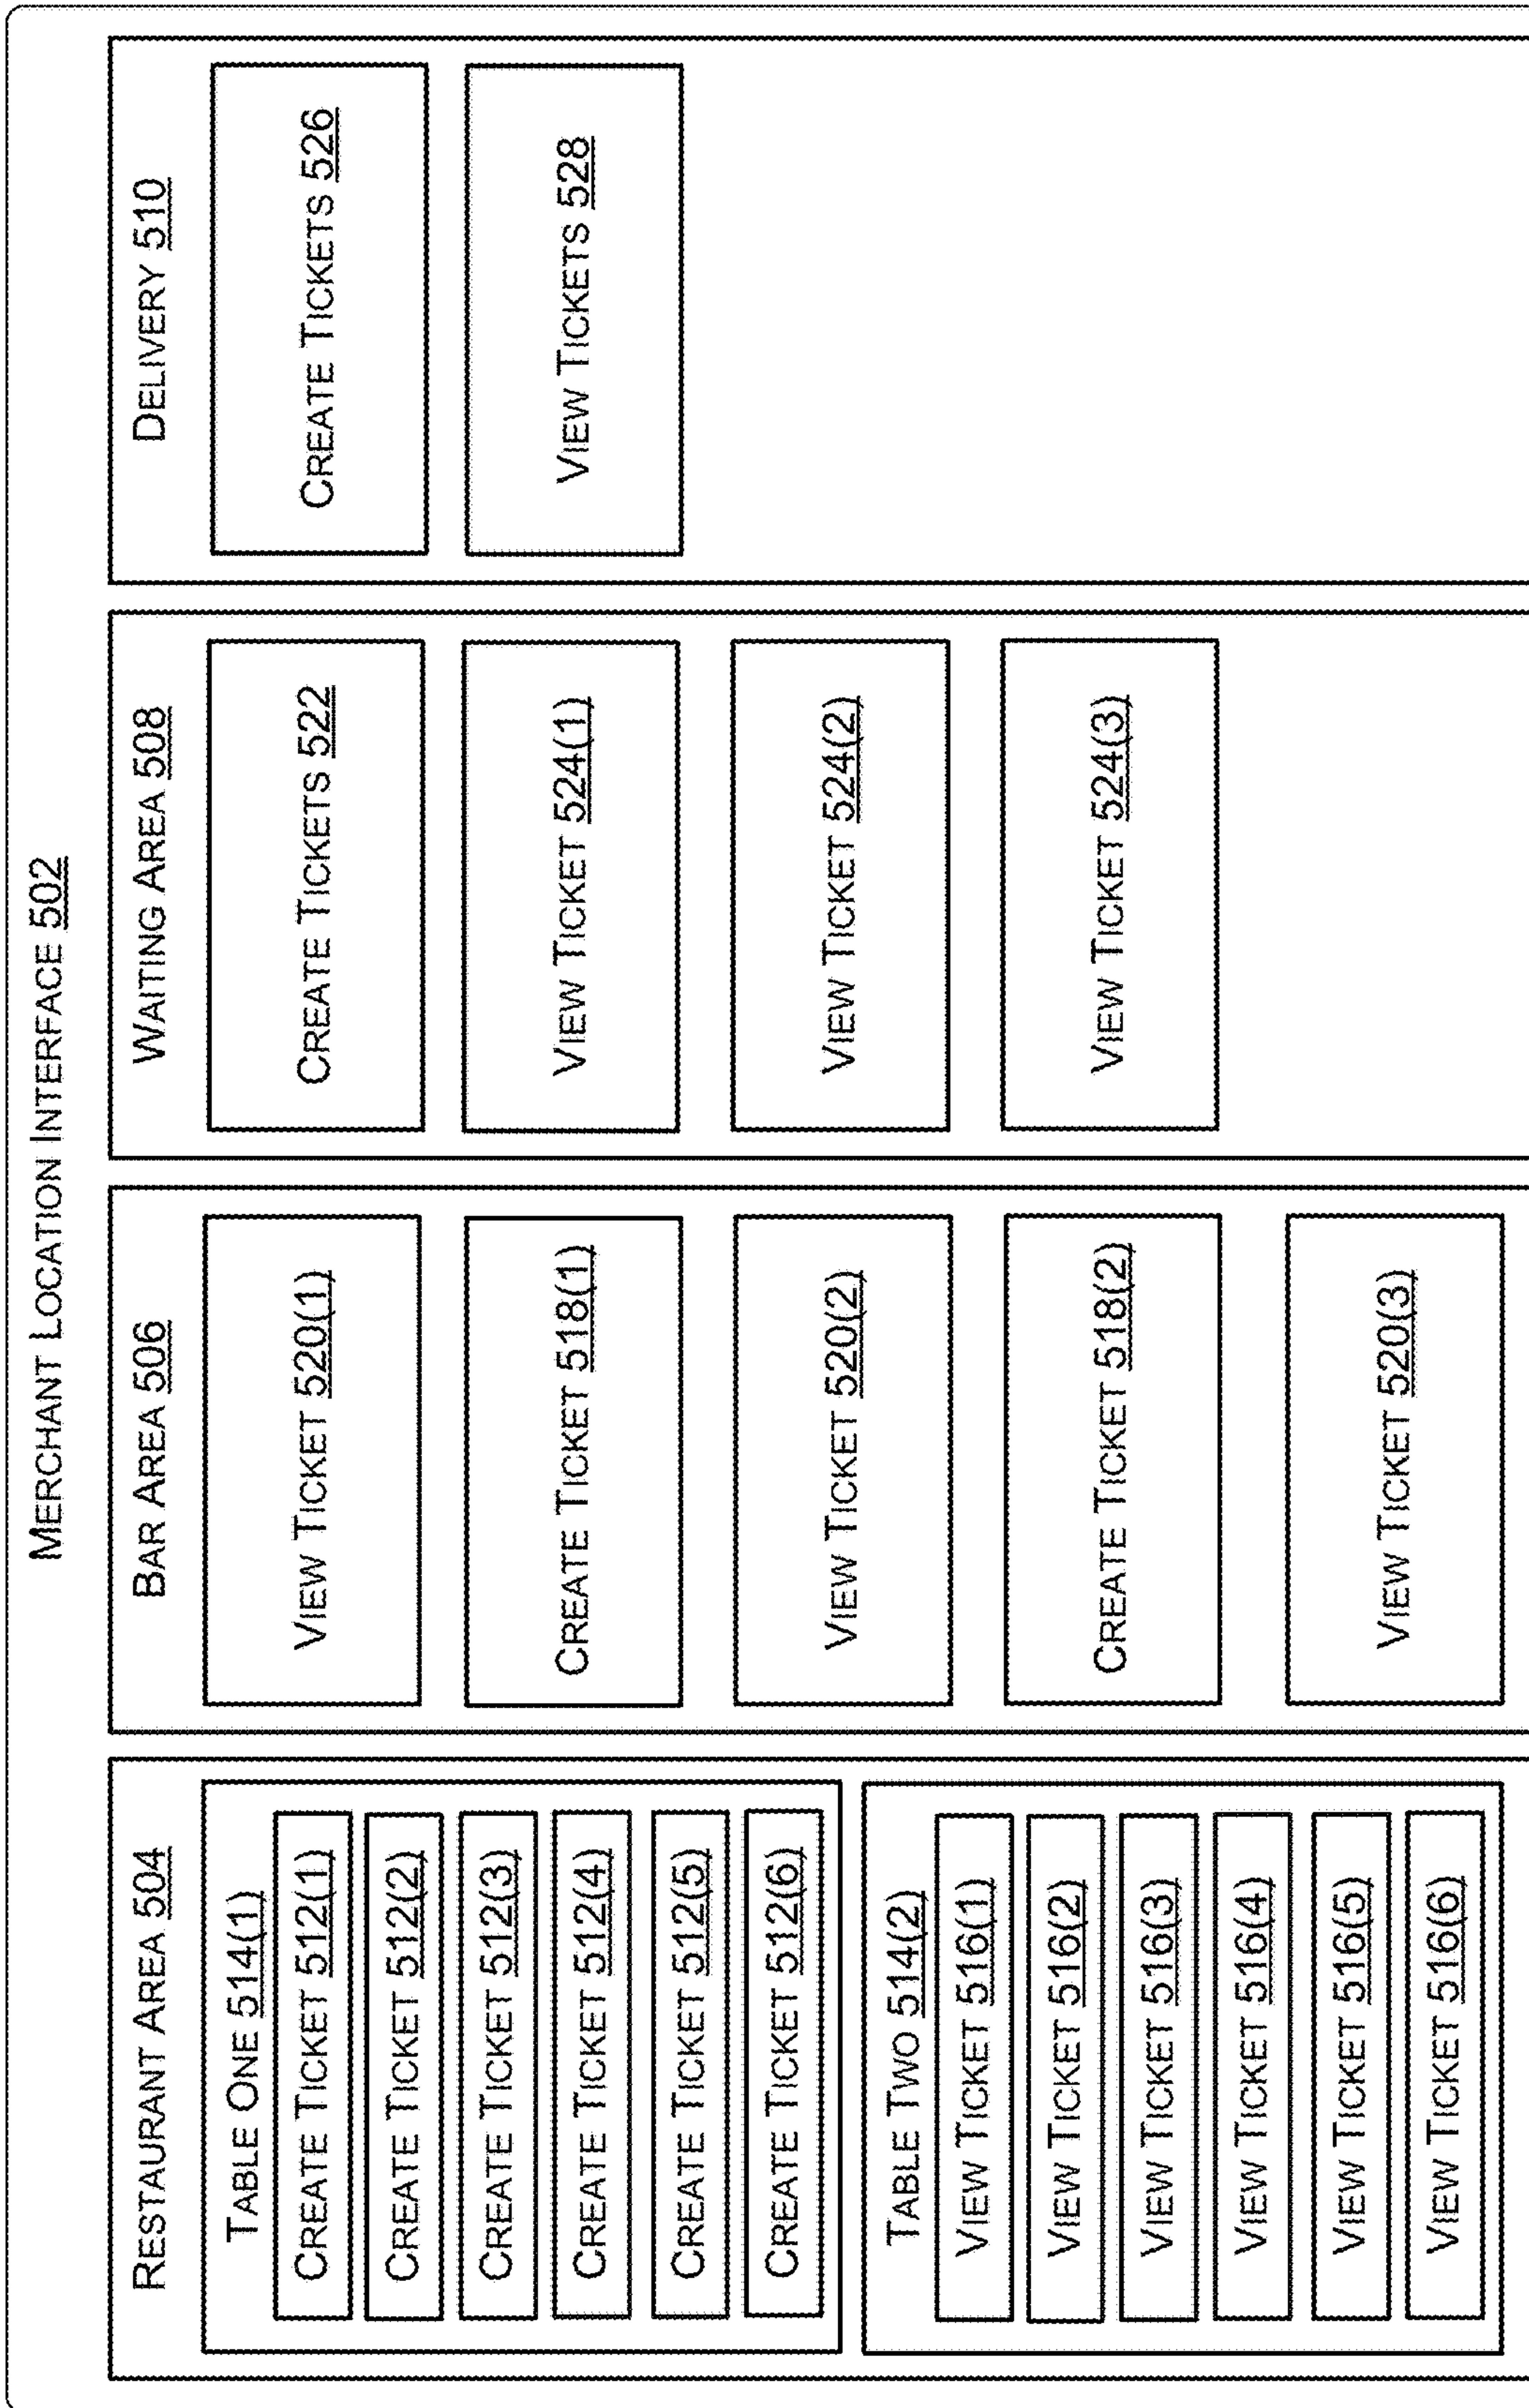 MERCHANT LOCATION INTERFACE 502
RESTAURANT AREA 504
TABLE ONE 514(1)
CREATE TICKET 512(1)
CREATE TICKET 512(2)
CREATE TICKET 512(3)
CREATE TICKET 512(4)
CREATE TICKET 512(5)
CREATE TICKET 512(6)
TABLE TWO 514(2)
VIEW TICKET 516(1)
VIEW TICKET 516(2)
VIEW TICKET 516(3)
VIEW TICKET 516(4)
VIEW TICKET 516(5)
VIEW TICKET 516(6)
BAR AREA 506
VIEW TICKET 520(1)
CREATE TICKET 518(1)
VIEW TICKET 520(2)
CREATE TICKET 518(2)
VIEW TICKET 520(3)
WAITING AREA 508
CREATE TICKETS 522
VIEW TICKET 524(1)
VIEW TICKET 524(2)
VIEW TICKET 524(3)
DELIVERY 510
CREATE TICKETS 526
VIEW TICKETS 528